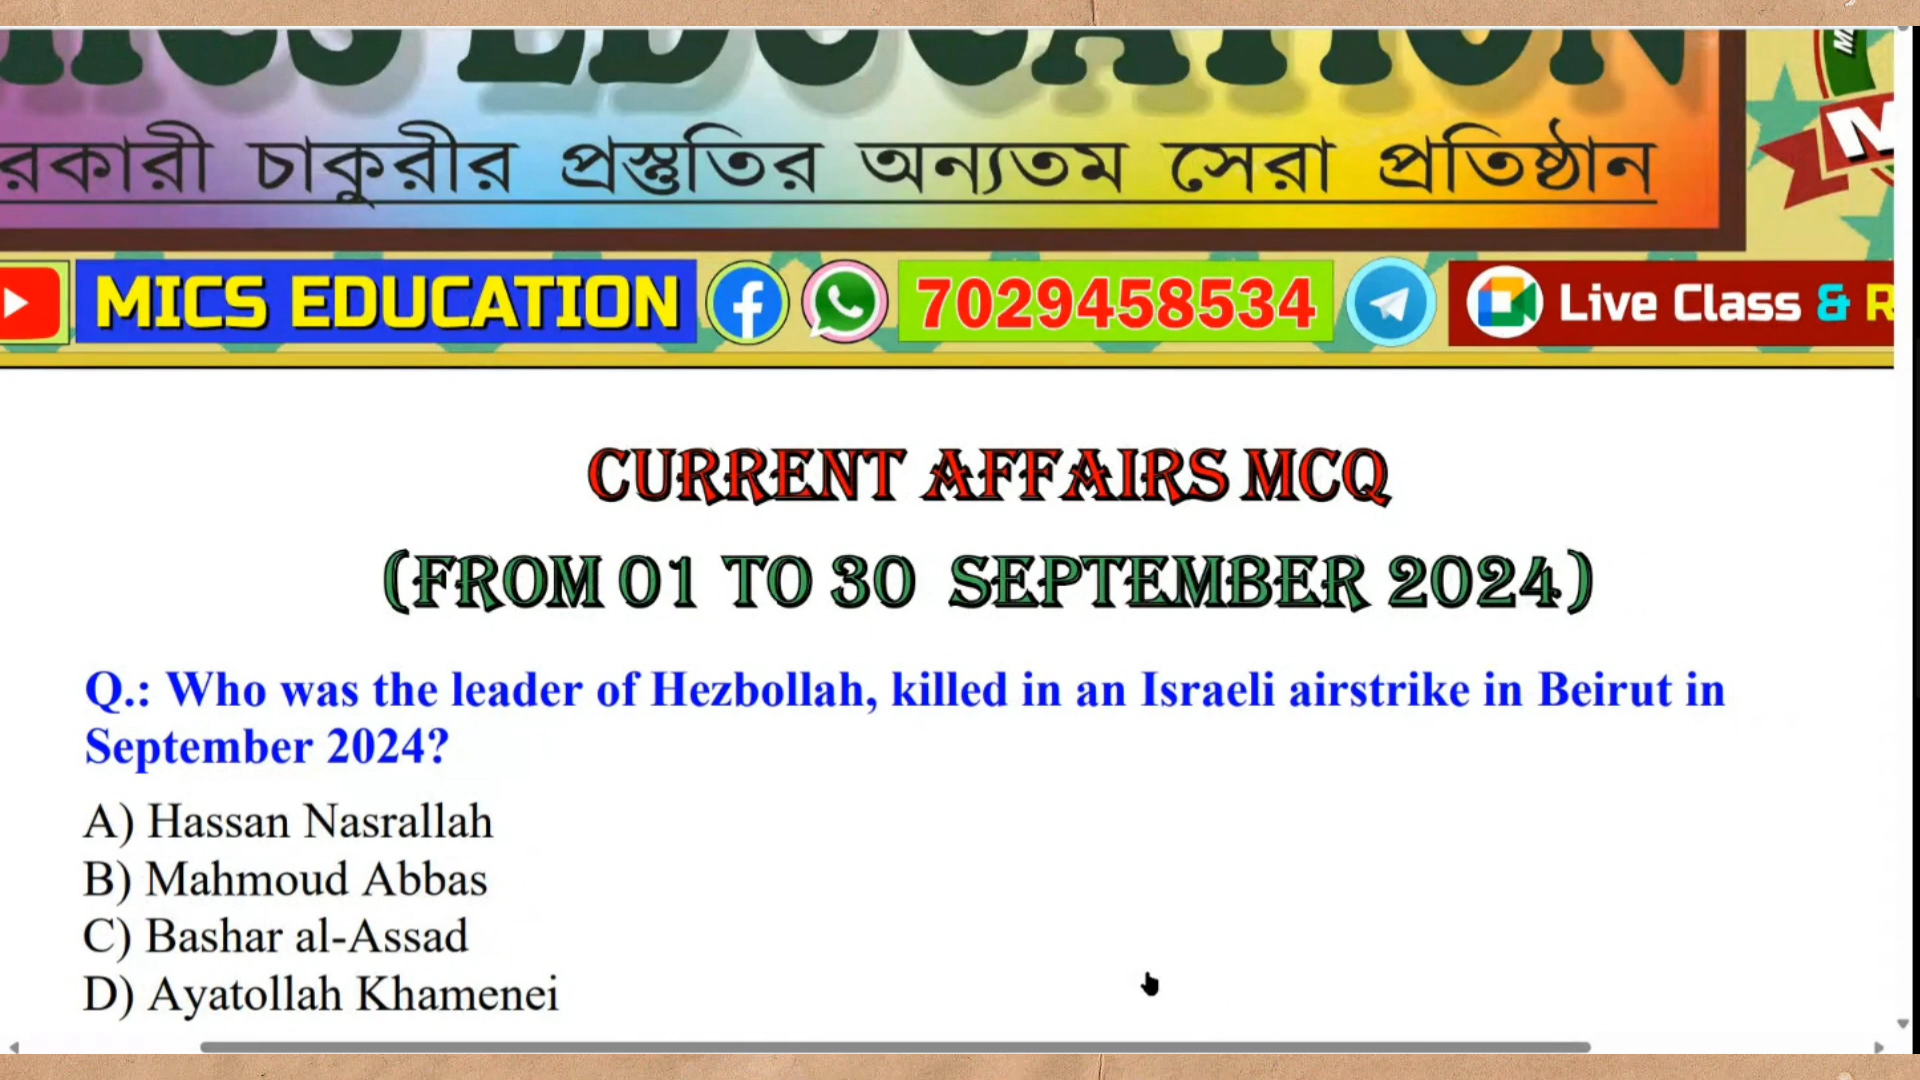 MICS EDUCATION
রকারী চাকুরীর প্রস্তুতির অন্যতম সেরা প্রতিষ্ঠান
MICS EDUCATION 7029458534 Live Class & R
CURRENT AFFAIRS MCQ
(FROM 01 TO 30 SEPTEMBER 2024)
Q.: Who was the leader of Hezbollah, killed in an Israeli airstrike in Beirut in
September 2024?
A) Hassan Nasrallah
B) Mahmoud Abbas
C) Bashar al-Assad
D) Ayatollah Khamenei